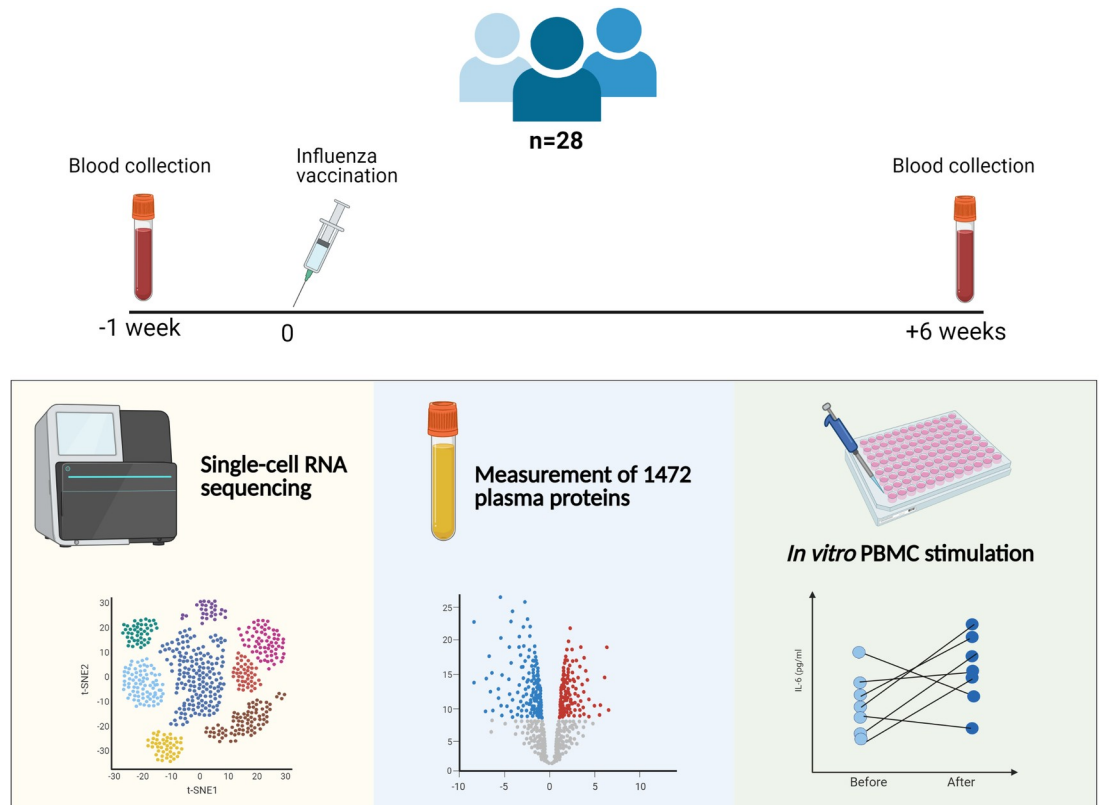 n=28
Blood collection
Influenza
vaccination
Blood collection
-1 week
0
+6 weeks
Single-cell RNA
sequencing
Measurement of 1472
plasma proteins
In vitro PBMC stimulation
t-SNE2
30
20
10
0
-10
-20
-30
-30
-20
-10
0
10
20
30
t-SNE1
25
20
15
10
5
0
-10
-5
0
5
10
IL-6 (pg/ml
Before
After